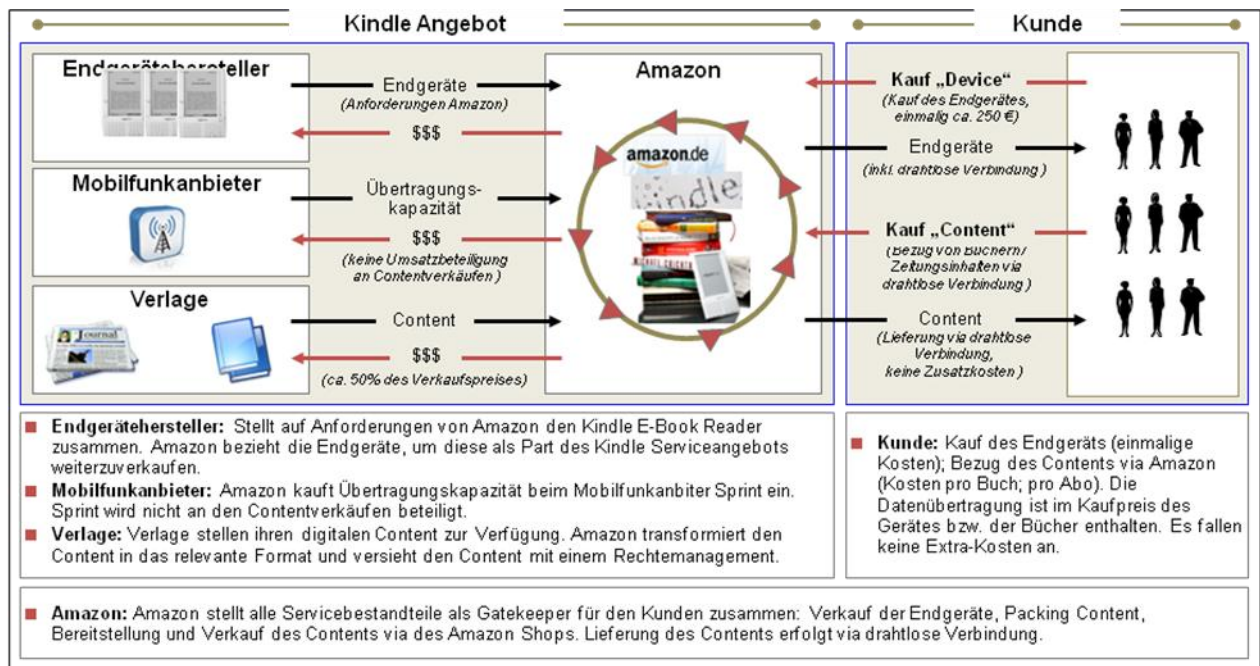 Kindle Angebot
Kunde
Endgerätehersteller
Endgeräte
(Anforderungen Amazon)
$$$
Mobilfunkanbieter
Übertragungs-
kapazität
$$$
(keine Umsatzbeteiligung
an Contentverkäufen)
Verlage
Journal
Content
$$$
(ca. 50% des Verkaufspreises)
Amazon
amazon.de
kindle
MICHAEL CRICHTON
Kauf „Device“
(Kauf des Endgerätes,
einmalig ca. 250 €)
Endgeräte
(inkl. drahtlose Verbindung)
Kauf „Content“
(Bezug von Büchern/
Zeitungsinhalten via
drahtlose Verbindung)
Content
(Lieferung via drahtlose
Verbindung,
keine Zusatzkosten)
Endgerätehersteller: Stellt auf Anforderungen von Amazon den Kindle E-Book Reader
zusammen. Amazon bezieht die Endgeräte, um diese als Part des Kindle Serviceangebots
weiterzuverkaufen.
Mobilfunkanbieter: Amazon kauft Übertragungskapazität beim Mobilfunkanbiter Sprint ein.
Sprint wird nicht an den Contentverkäufen beteiligt.
Verlage: Verlage stellen ihren digitalen Content zur Verfügung. Amazon transformiert den
Content in das relevante Format und versieht den Content mit einem Rechtemanagement.
Kunde: Kauf des Endgeräts (einmalige
Kosten); Bezug des Contents via Amazon
(Kosten pro Buch; pro Abo). Die
Datenübertragung ist im Kaufpreis des
Gerätes bzw. der Bücher enthalten. Es fallen
keine Extra-Kosten an.
Amazon: Amazon stellt alle Servicebestandteile als Gatekeeper für den Kunden zusammen: Verkauf der Endgeräte, Packing Content,
Bereitstellung und Verkauf des Contents via des Amazon Shops. Lieferung des Contents erfolgt via drahtlose Verbindung.